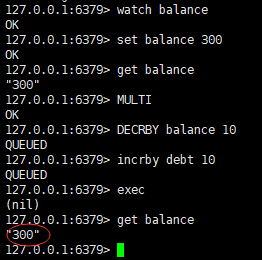 127.0.0.1:6379> watch balance
OK
127.0.0.1:6379> set balance 300
OK
127.0.0.1:6379> get balance
"300"
127.0.0.1:6379> MULTI
OK
127.0.0.1:6379> DECRBY balance 10
QUEUED
127.0.0.1:6379> incrby debt 10
QUEUED
127.0.0.1:6379> exec
(nil)
127.0.0.1:6379> get balance
"300"
127.0.0.1:6379>